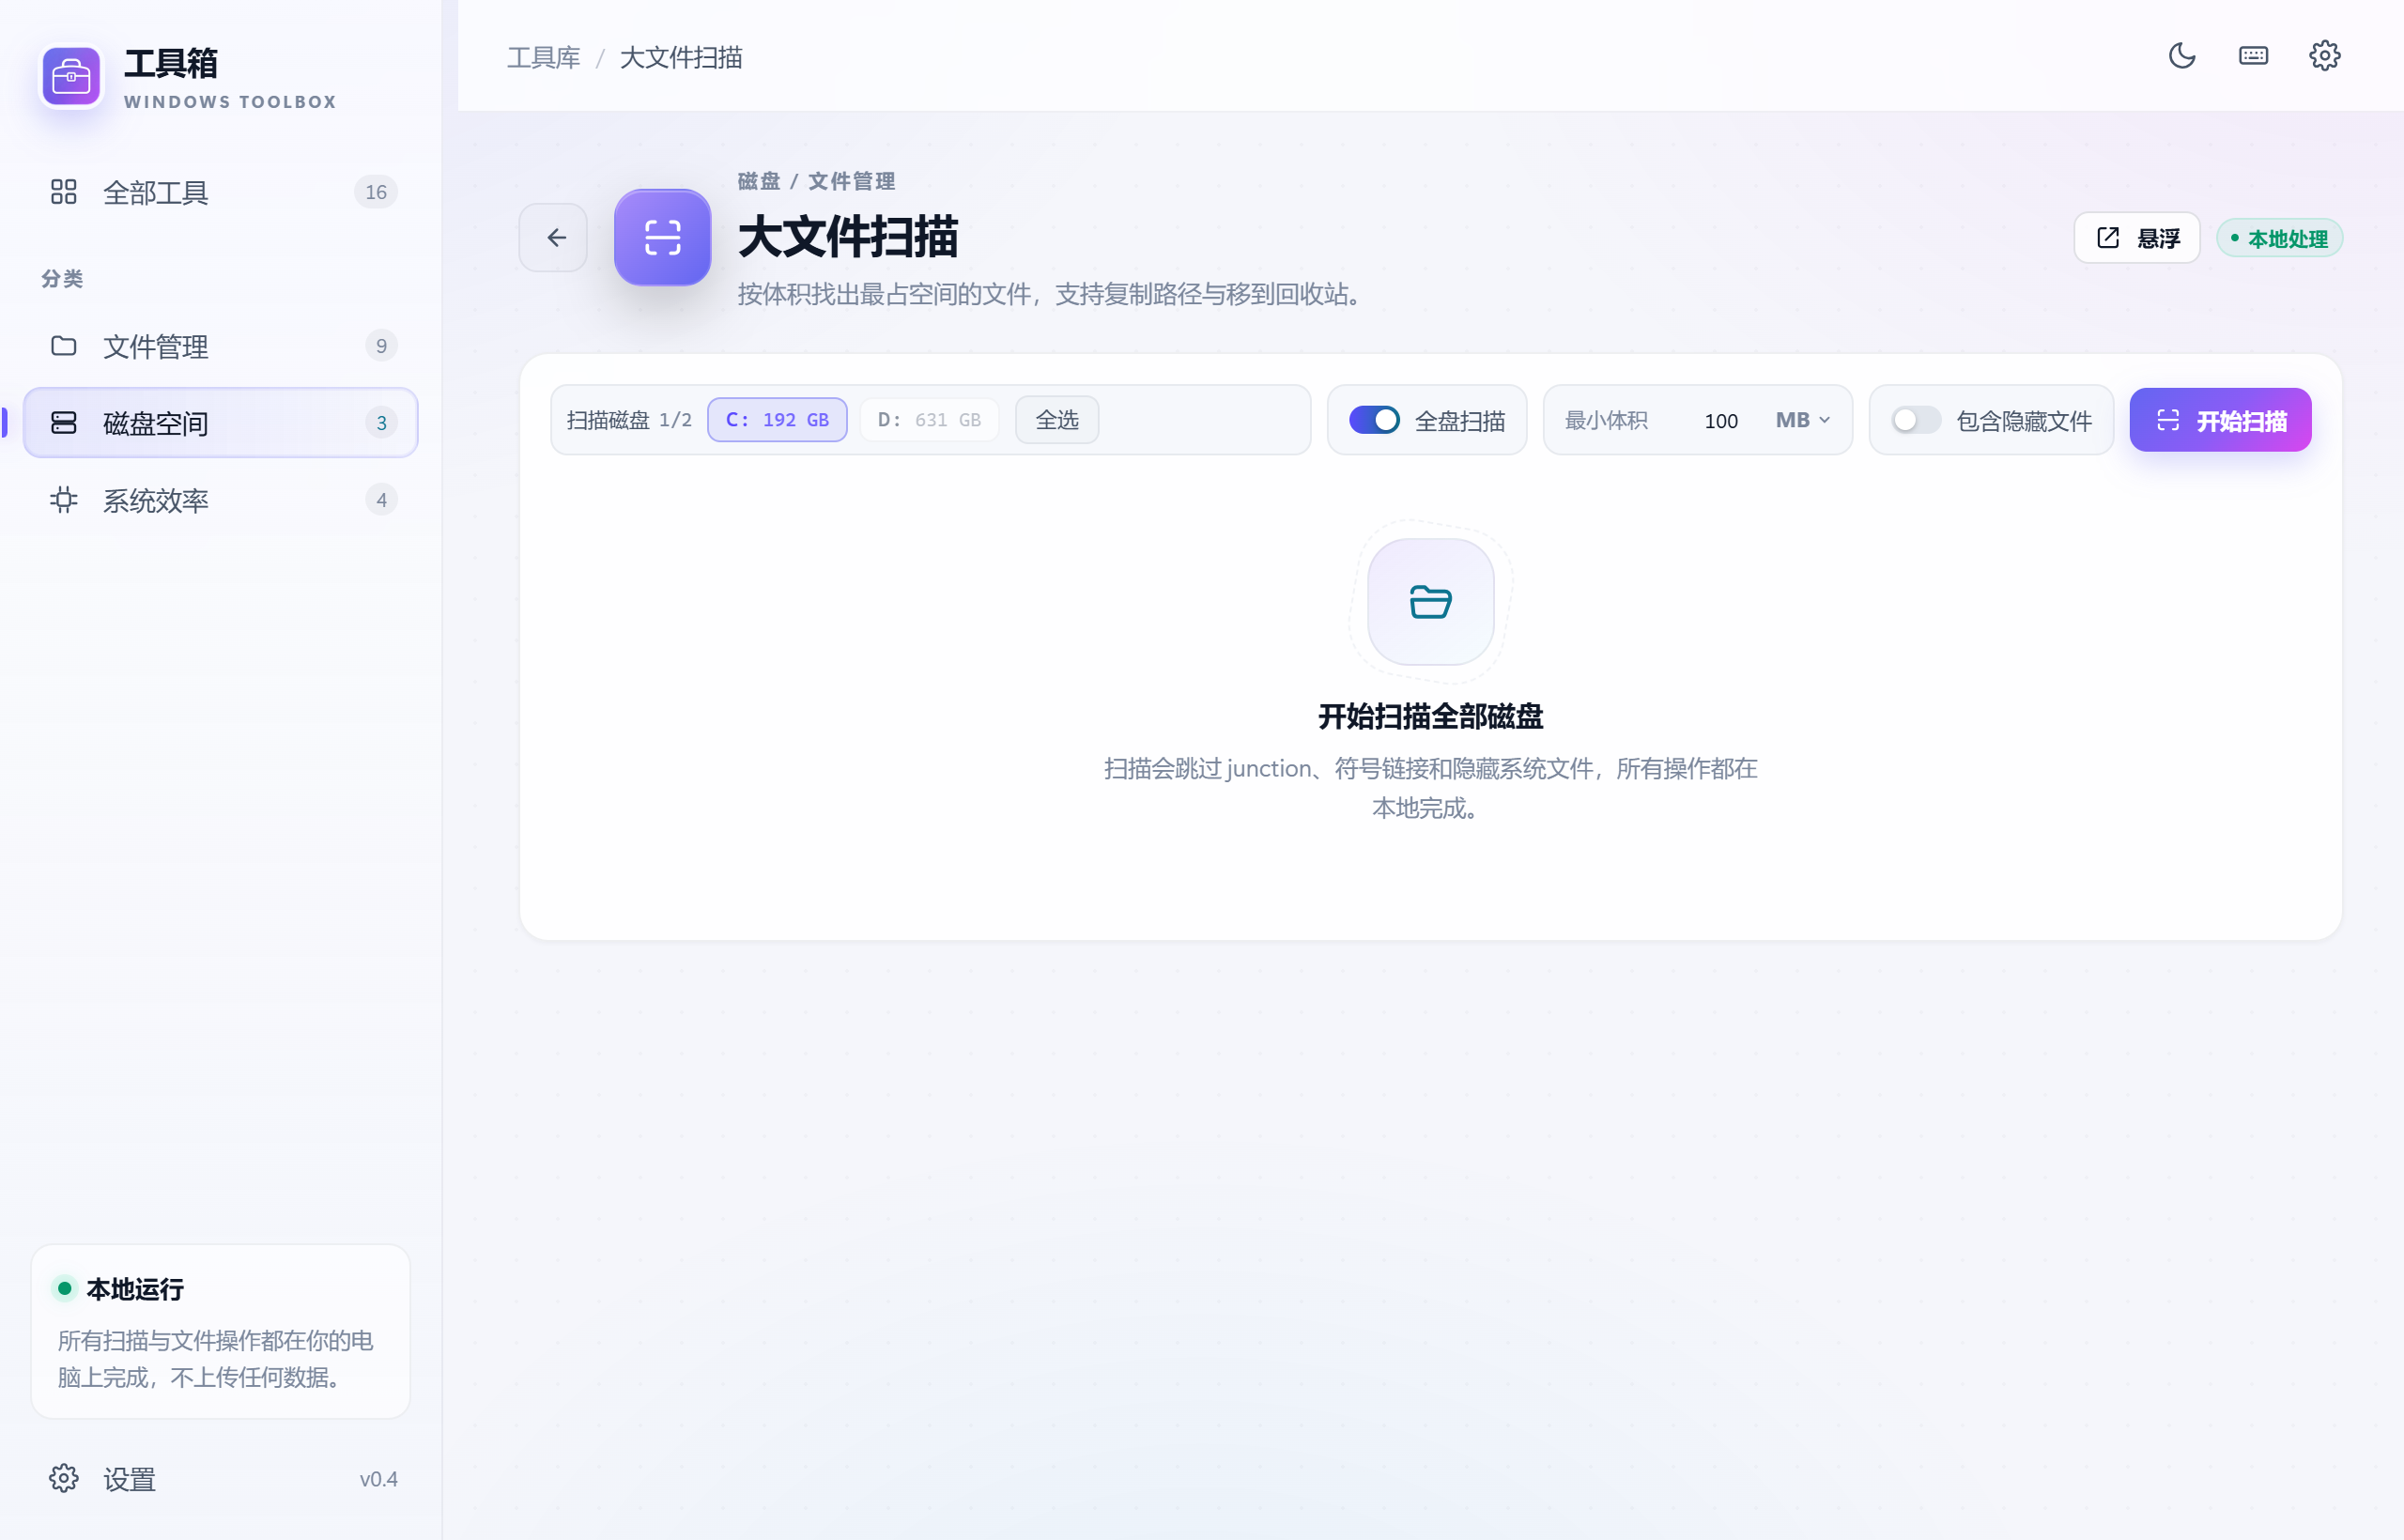 工具箱
WINDOWS TOOLBOX
全部工具 16
分类
文件管理 9
磁盘空间 3
系统效率 4
本地运行
所有扫描与文件操作都在你的电
脑上完成，不上传任何数据。
设置 v0.4
工具库 / 大文件扫描
磁盘 / 文件管理
大文件扫描
按体积找出最占空间的文件，支持复制路径与移到回收站。
悬浮
本地处理
扫描磁盘 1/2 C: 192 GB D: 631 GB 全选 全盘扫描 最小体积 100 MB 包含隐藏文件 开始扫描
开始扫描全部磁盘
扫描会跳过 junction、符号链接和隐藏系统文件，所有操作都在
本地完成。